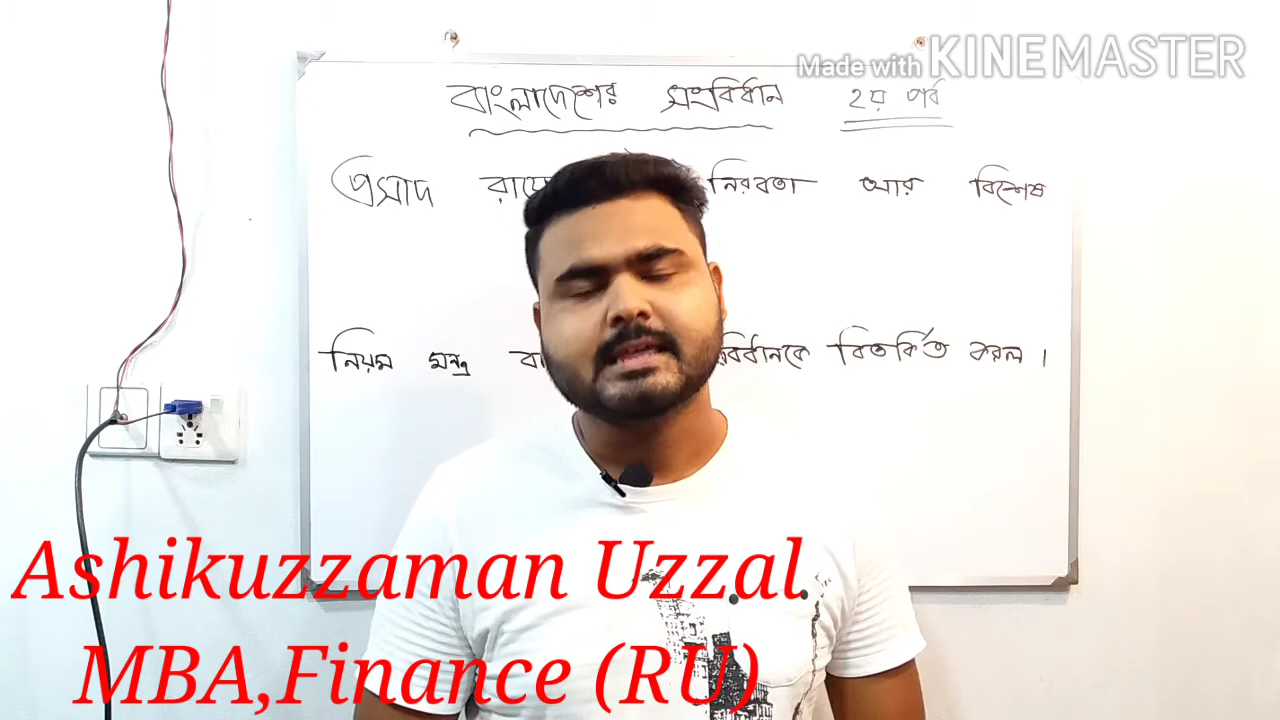 Made with KINEMASTER
বাংলাদেশের সংবিধান ২য় পর্ব
প্রসাদ নিরবতা আর বিশেষ
নিয়ম মন্দ্র বিতর্কিত করল।
Ashikuzzaman Uzzal
MBA,Finance (RU)